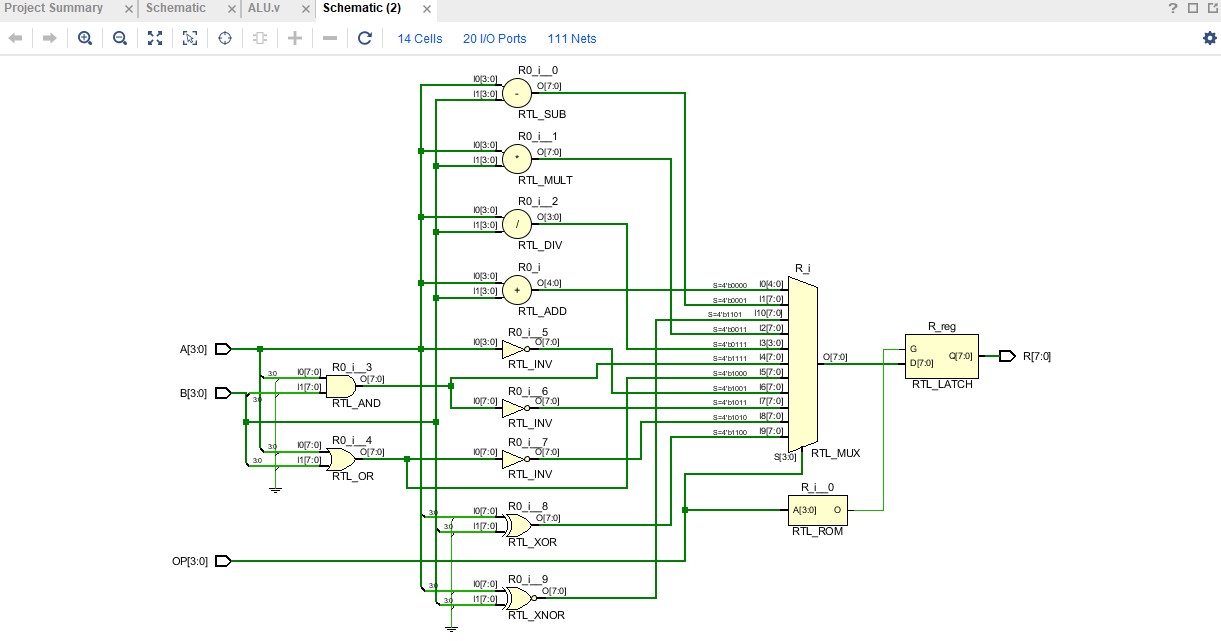 Project Summary × Schematic × ALU.v × Schematic (2) ×
14 Cells 20 I/O Ports 111 Nets
R0_i__0
I0[3:0]
I1[3:0]
-
O[7:0]
RTL_SUB
R0_i__1
I0[3:0]
I1[3:0]
*
O[7:0]
RTL_MULT
R0_i__2
I0[3:0]
I1[3:0]
/
O[3:0]
RTL_DIV
R0_i
I0[3:0]
I1[3:0]
+
O[4:0]
RTL_ADD
R0_i__5
I0[3:0]
O[7:0]
RTL_INV
A[3:0]
B[3:0]
R0_i__3
3:0
I0[7:0]
3:0
I1[7:0]
O[7:0]
RTL_AND
R0_i__6
I0[7:0]
O[7:0]
RTL_INV
R0_i__4
3:0
I0[7:0]
3:0
I1[7:0]
O[7:0]
RTL_OR
R0_i__7
I0[7:0]
O[7:0]
RTL_INV
R0_i__8
3:0
I0[7:0]
3:0
I1[7:0]
O[7:0]
RTL_XOR
OP[3:0]
R0_i__9
3:0
I0[7:0]
3:0
I1[7:0]
O[7:0]
RTL_XNOR
R_i
S=4'b0000 I0[4:0]
S=4'b0001 I1[7:0]
S=4'b1101 I10[7:0]
S=4'b0011 I2[7:0]
S=4'b0111 I3[3:0]
S=4'b1111 I4[7:0]
S=4'b1000 I5[7:0]
S=4'b1001 I6[7:0]
S=4'b1011 I7[7:0]
S=4'b1010 I8[7:0]
S=4'b1100 I9[7:0]
S[3:0]
O[7:0]
RTL_MUX
R_i__0
A[3:0] O
RTL_ROM
R_reg
G
D[7:0]
Q[7:0]
RTL_LATCH
R[7:0]